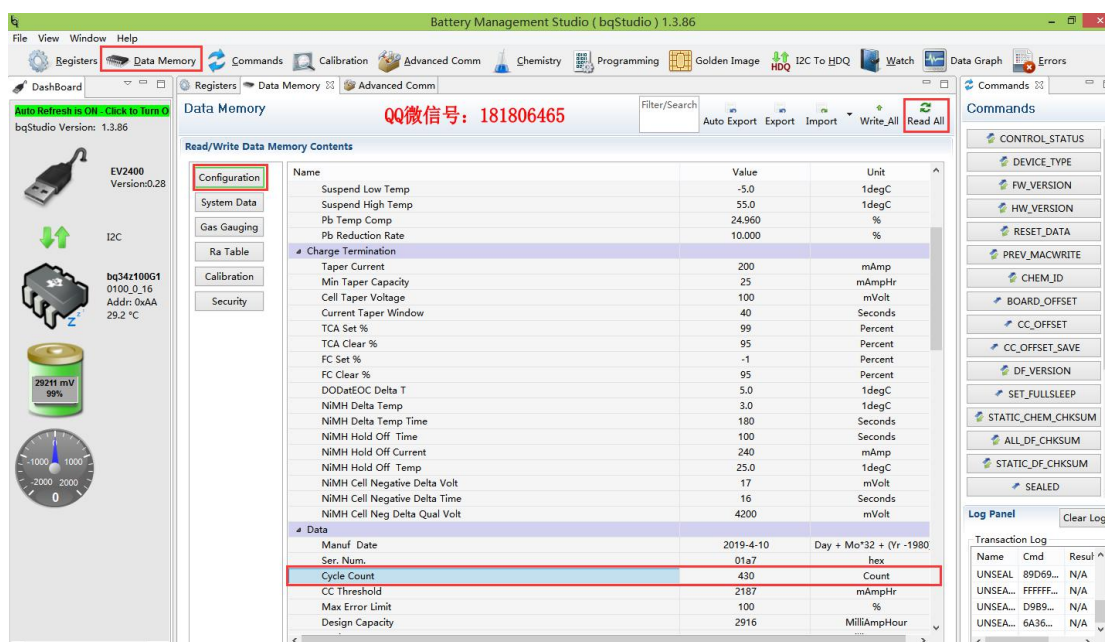 Battery Management Studio ( bqStudio ) 1.3.86
File View Window Help
Registers Data Memory Commands Calibration Advanced Comm Chemistry Programming Golden Image HDQ I2C To HDQ Watch Data Graph Errors
DashBoard
Registers Data Memory Advanced Comm
Commands
Auto Refresh is ON - Click to Turn O
bqStudio Version: 1.3.86
Data Memory
QQ微信号：181806465
Filter/Search
Auto Export Export Import Write_All Read All
Commands
Read/Write Data Memory Contents
EV2400
Version:0.28
I2C
bq34z100G1
0100_0_16
Addr: 0xAA
29.2 °C
29211 mV
99%
-1000 1000
-2000 2000
0
Configuration
System Data
Gas Gauging
Ra Table
Calibration
Security
Name Value Unit
Suspend Low Temp -5.0 1degC
Suspend High Temp 55.0 1degC
Pb Temp Comp 24.960 %
Pb Reduction Rate 10.000 %
Charge Termination
Taper Current 200 mAmp
Min Taper Capacity 25 mAmpHr
Cell Taper Voltage 100 mVolt
Current Taper Window 40 Seconds
TCA Set % 99 Percent
TCA Clear % 95 Percent
FC Set % -1 Percent
FC Clear % 95 Percent
DODatEOC Delta T 5.0 1degC
NiMH Delta Temp 3.0 1degC
NiMH Delta Temp Time 180 Seconds
NiMH Hold Off Time 100 Seconds
NiMH Hold Off Current 240 mAmp
NiMH Hold Off Temp 25.0 1degC
NiMH Cell Negative Delta Volt 17 mVolt
NiMH Cell Negative Delta Time 16 Seconds
NiMH Cell Neg Delta Qual Volt 4200 mVolt
Data
Manuf Date 2019-4-10 Day + Mo*32 + (Yr -1980)
Ser. Num. 01a7 hex
Cycle Count 430 Count
CC Threshold 2187 mAmpHr
Max Error Limit 100 %
Design Capacity 2916 MilliAmpHour
CONTROL_STATUS
DEVICE_TYPE
FW_VERSION
HW_VERSION
RESET_DATA
PREV_MACWRITE
CHEM_ID
BOARD_OFFSET
CC_OFFSET
CC_OFFSET_SAVE
DF_VERSION
SET_FULLSLEEP
STATIC_CHEM_CHKSUM
ALL_DF_CHKSUM
STATIC_DF_CHKSUM
SEALED
Log Panel Clear Log
Transaction Log
Name Cmd Result
UNSEAL 89D69... N/A
UNSEA... FFFFFF... N/A
UNSEA... D9B9... N/A
UNSEA... 6A36... N/A